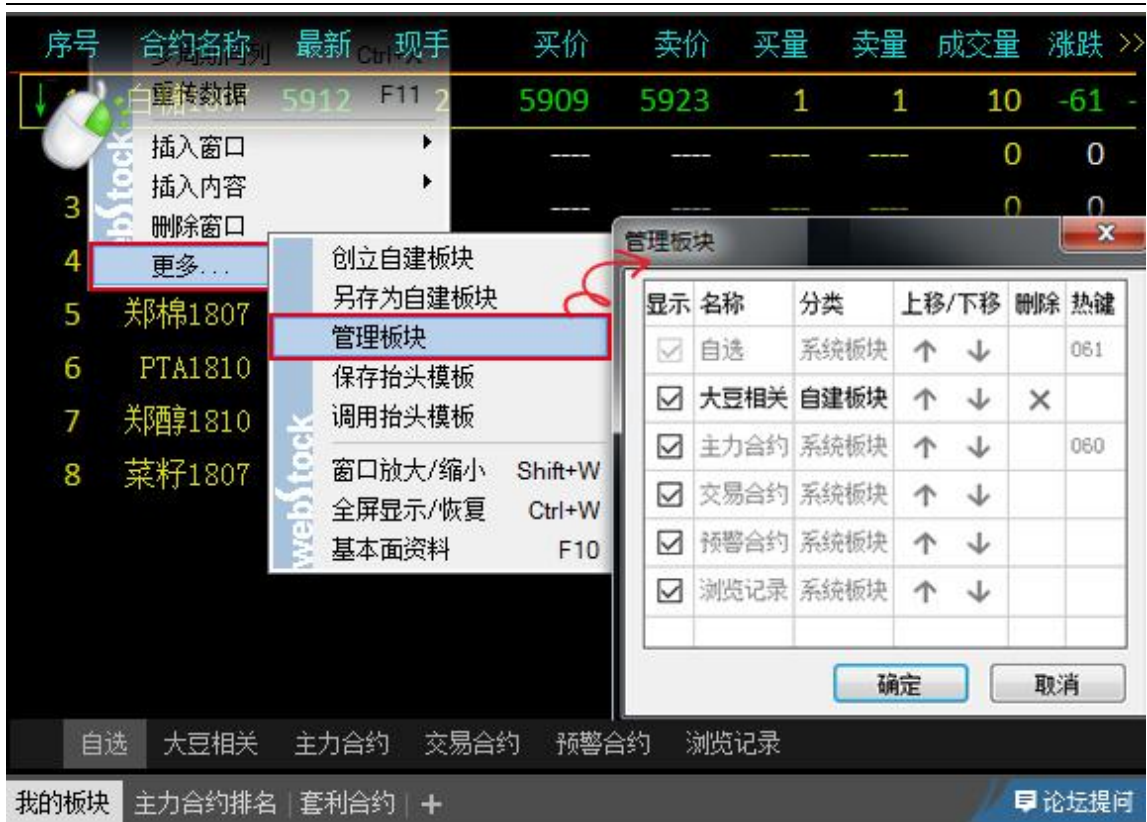 序号 合约名称 最新 现手 买价 卖价 买量 卖量 成交量 涨跌 >>
重传数据 F11
5912 2 5909 5923 1 1 10 -61 -
插入窗口
---- ---- ---- ---- 0 0
插入内容
3 ---- ---- ---- ---- 0 0
删除窗口
4 更多...
5 郑棉1807
6 PTA1810
7 郑醇1810
8 菜籽1807
webstock
创立自建板块
另存为自建板块
管理板块
保存抬头模板
调用抬头模板
窗口放大/缩小 Shift+W
全屏显示/恢复 Ctrl+W
基本面资料 F10
webstock
管理板块 x
显示 名称 分类 上移/下移 删除 热键
自选 系统板块 ↑ ↓ 061
大豆相关 自建板块 ↑ ↓ ×
主力合约 系统板块 ↑ ↓ 060
交易合约 系统板块 ↑ ↓
预警合约 系统板块 ↑ ↓
浏览记录 系统板块 ↑ ↓
确定 取消
自选 大豆相关 主力合约 交易合约 预警合约 浏览记录
我的板块 主力合约排名 套利合约 + 论坛提问